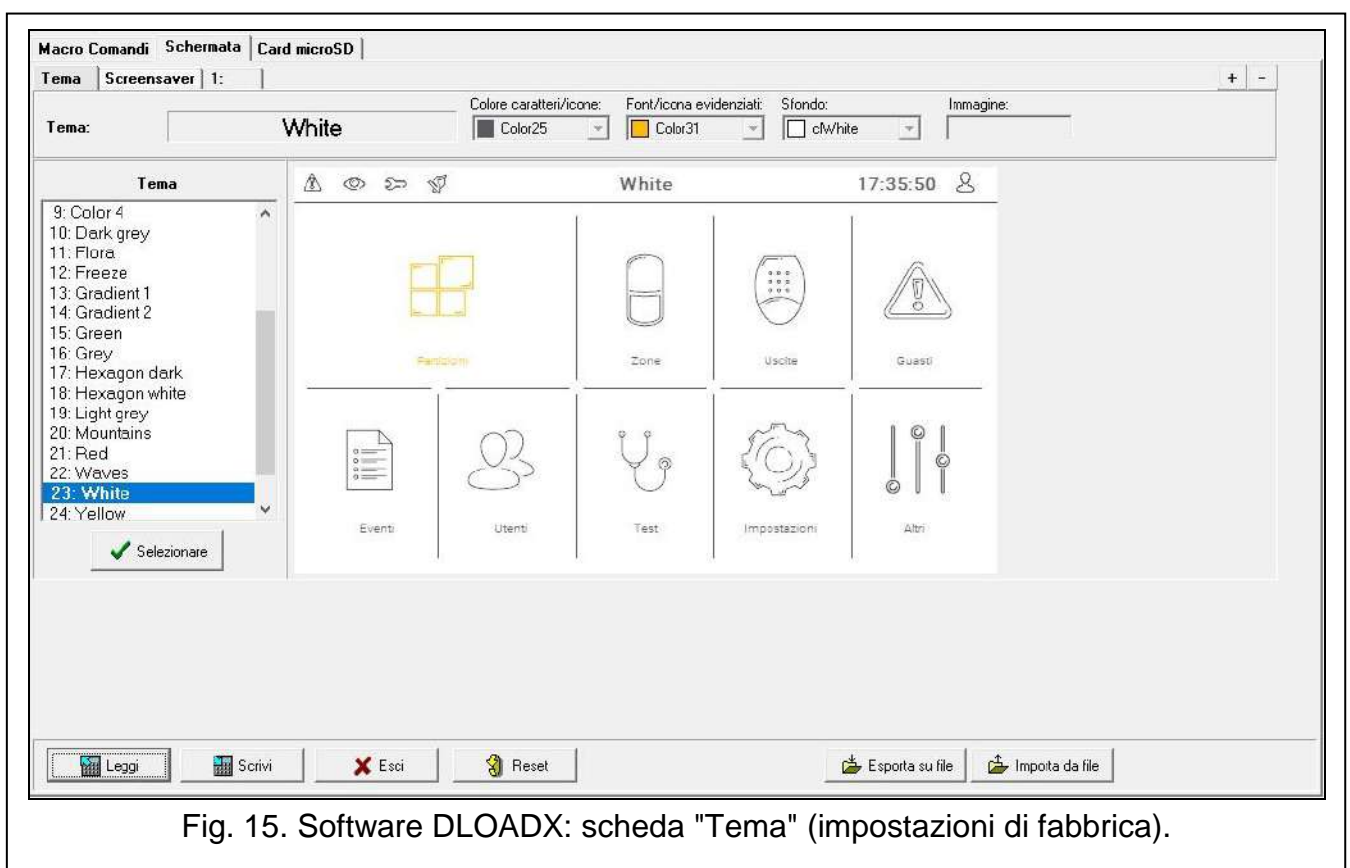 Macro Comandi Schermata Card microSD
Tema Screensaver 1: + -
Colore caratteri/icone: Font/icona evidenziati: Sfondo: Immagine:
Tema: White Color25 Color31 clWhite
Tema
9: Color 4
10: Dark grey
11: Flora
12: Freeze
13: Gradient 1
14: Gradient 2
15: Green
16: Grey
17: Hexagon dark
18: Hexagon white
19: Light grey
20: Mountains
21: Red
22: Waves
23: White
24: Yellow
Selezionare
White 17:35:50
Partizioni Zone Uscite Guasti
Eventi Utenti Test Impostazioni Altri
Leggi Scrivi Esci Reset Esporta su file Importa da file
Fig. 15. Software DLOADX: scheda "Tema" (impostazioni di fabbrica).